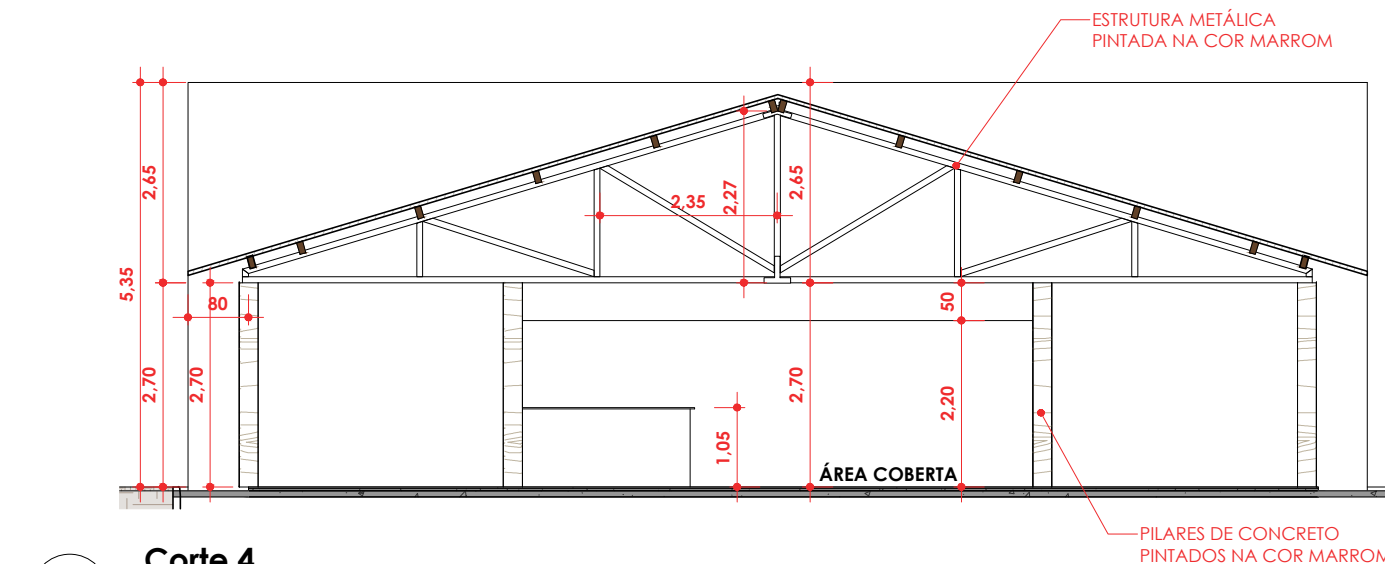 ESTRUTURA METÁLICA
PINTADA NA COR MARROM
2,65
2,27
2,65
2,35
5,35
80
50
2,70
2,70
2,70
2,20
1,05
ÁREA COBERTA
PILARES DE CONCRETO
PINTADOS NA COR MARROM
Corte 4